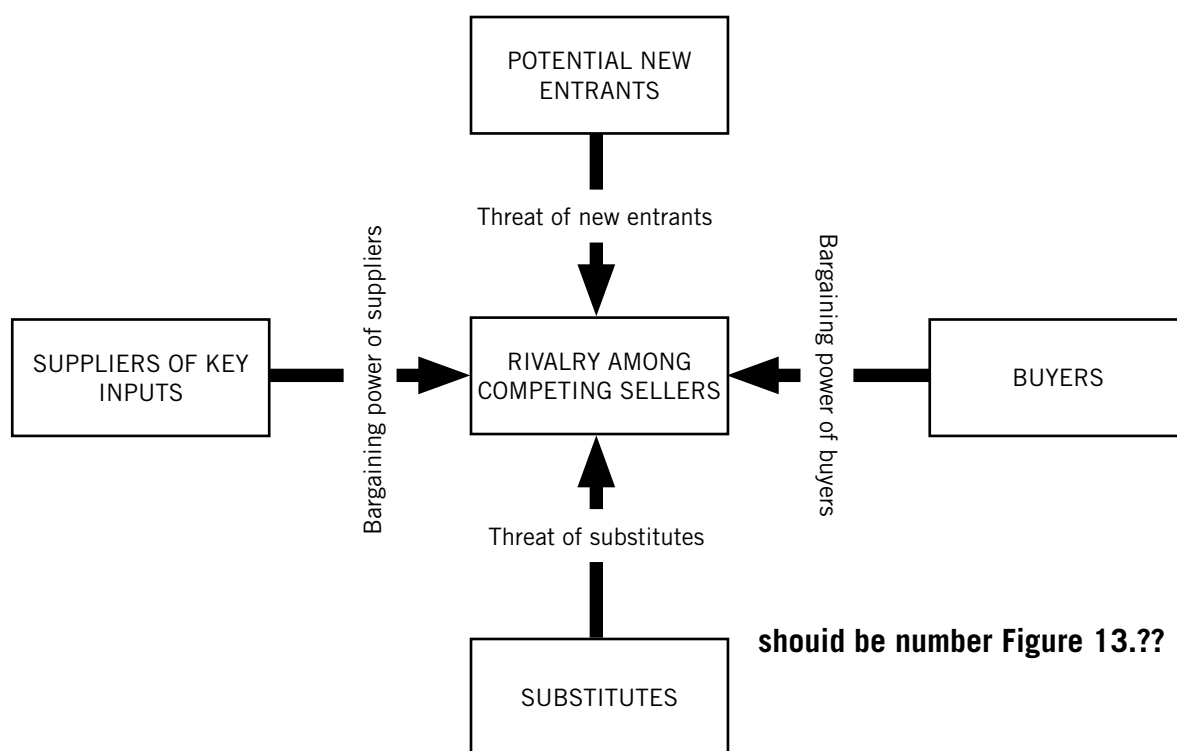 POTENTIAL NEW
ENTRANTS
Threat of new entrants
Bargaining power of suppliers
Bargaining power of buyers
SUPPLIERS OF KEY
INPUTS
RIVALRY AMONG
COMPETING SELLERS
BUYERS
Threat of substitutes
should be number Figure 13.??
SUBSTITUTES